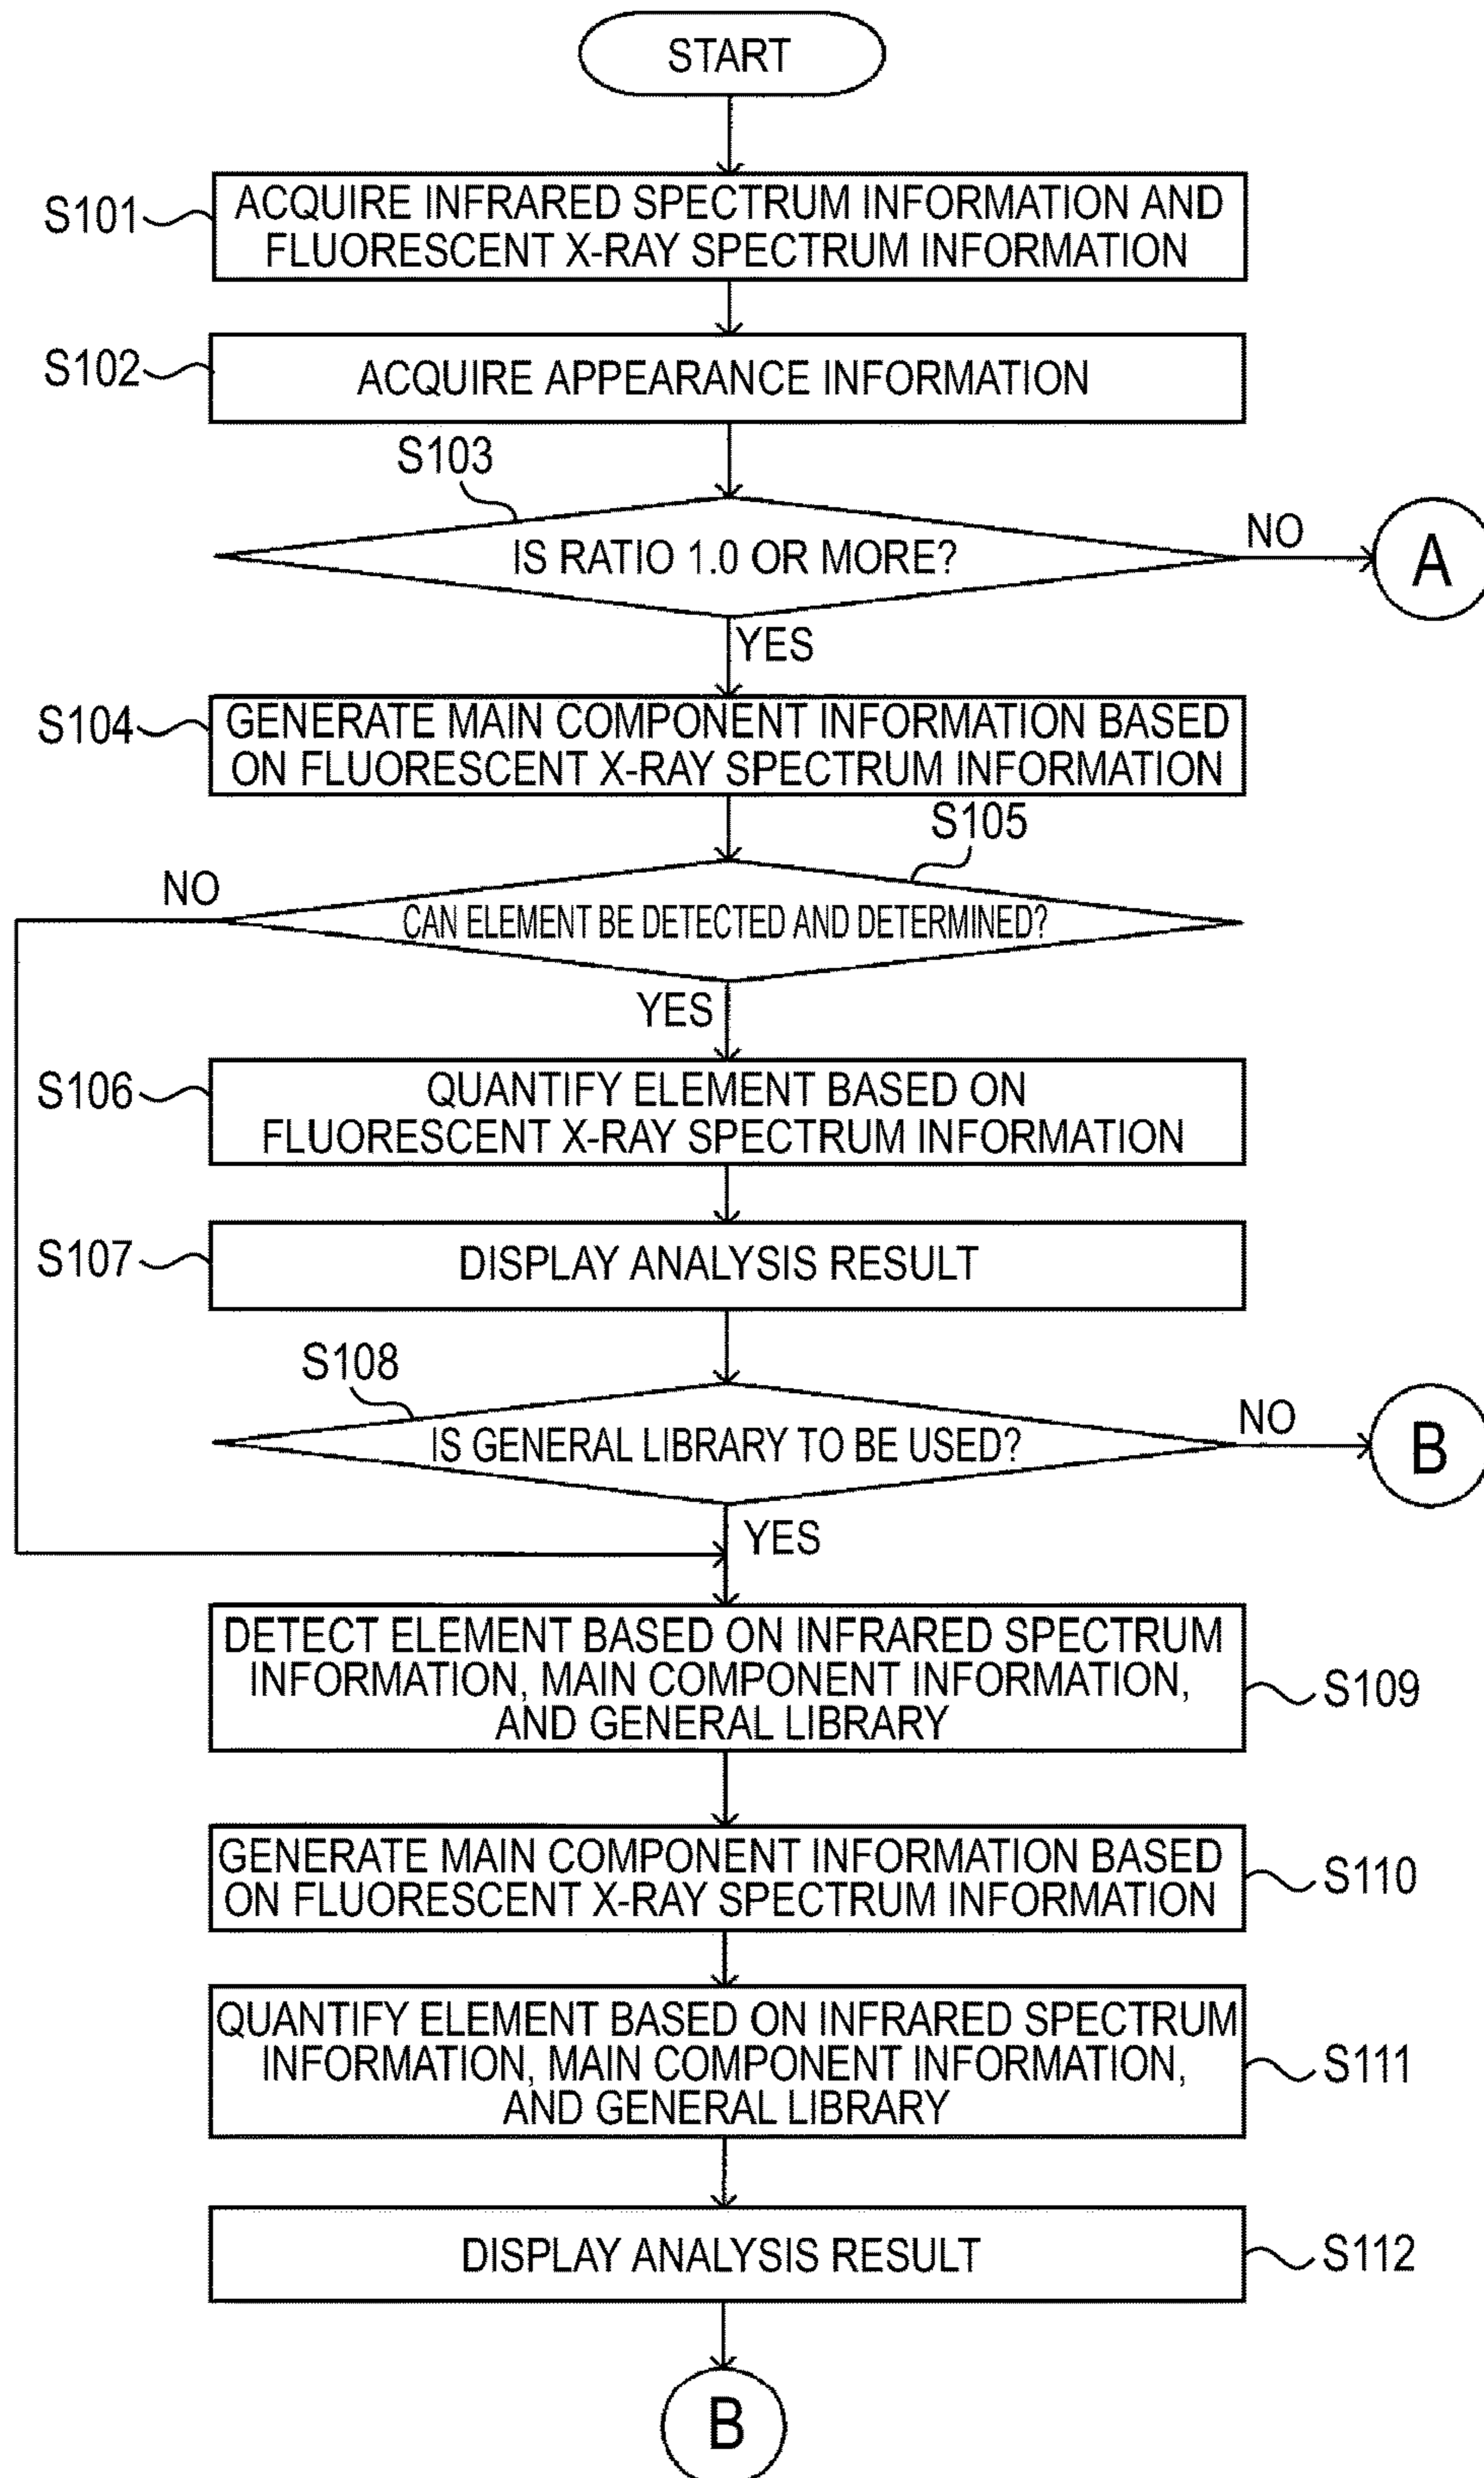 START
S101
ACQUIRE INFRARED SPECTRUM INFORMATION AND
FLUORESCENT X-RAY SPECTRUM INFORMATION
S102
ACQUIRE APPEARANCE INFORMATION
S103
IS RATIO 1.0 OR MORE?
NO
A
YES
S104
GENERATE MAIN COMPONENT INFORMATION BASED
ON FLUORESCENT X-RAY SPECTRUM INFORMATION
S105
NO
CAN ELEMENT BE DETECTED AND DETERMINED?
YES
S106
QUANTIFY ELEMENT BASED ON
FLUORESCENT X-RAY SPECTRUM INFORMATION
S107
DISPLAY ANALYSIS RESULT
S108
IS GENERAL LIBRARY TO BE USED?
NO
B
YES
DETECT ELEMENT BASED ON INFRARED SPECTRUM
INFORMATION, MAIN COMPONENT INFORMATION,
AND GENERAL LIBRARY
S109
GENERATE MAIN COMPONENT INFORMATION BASED
ON FLUORESCENT X-RAY SPECTRUM INFORMATION
S110
QUANTIFY ELEMENT BASED ON INFRARED SPECTRUM
INFORMATION, MAIN COMPONENT INFORMATION,
AND GENERAL LIBRARY
S111
DISPLAY ANALYSIS RESULT
S112
B